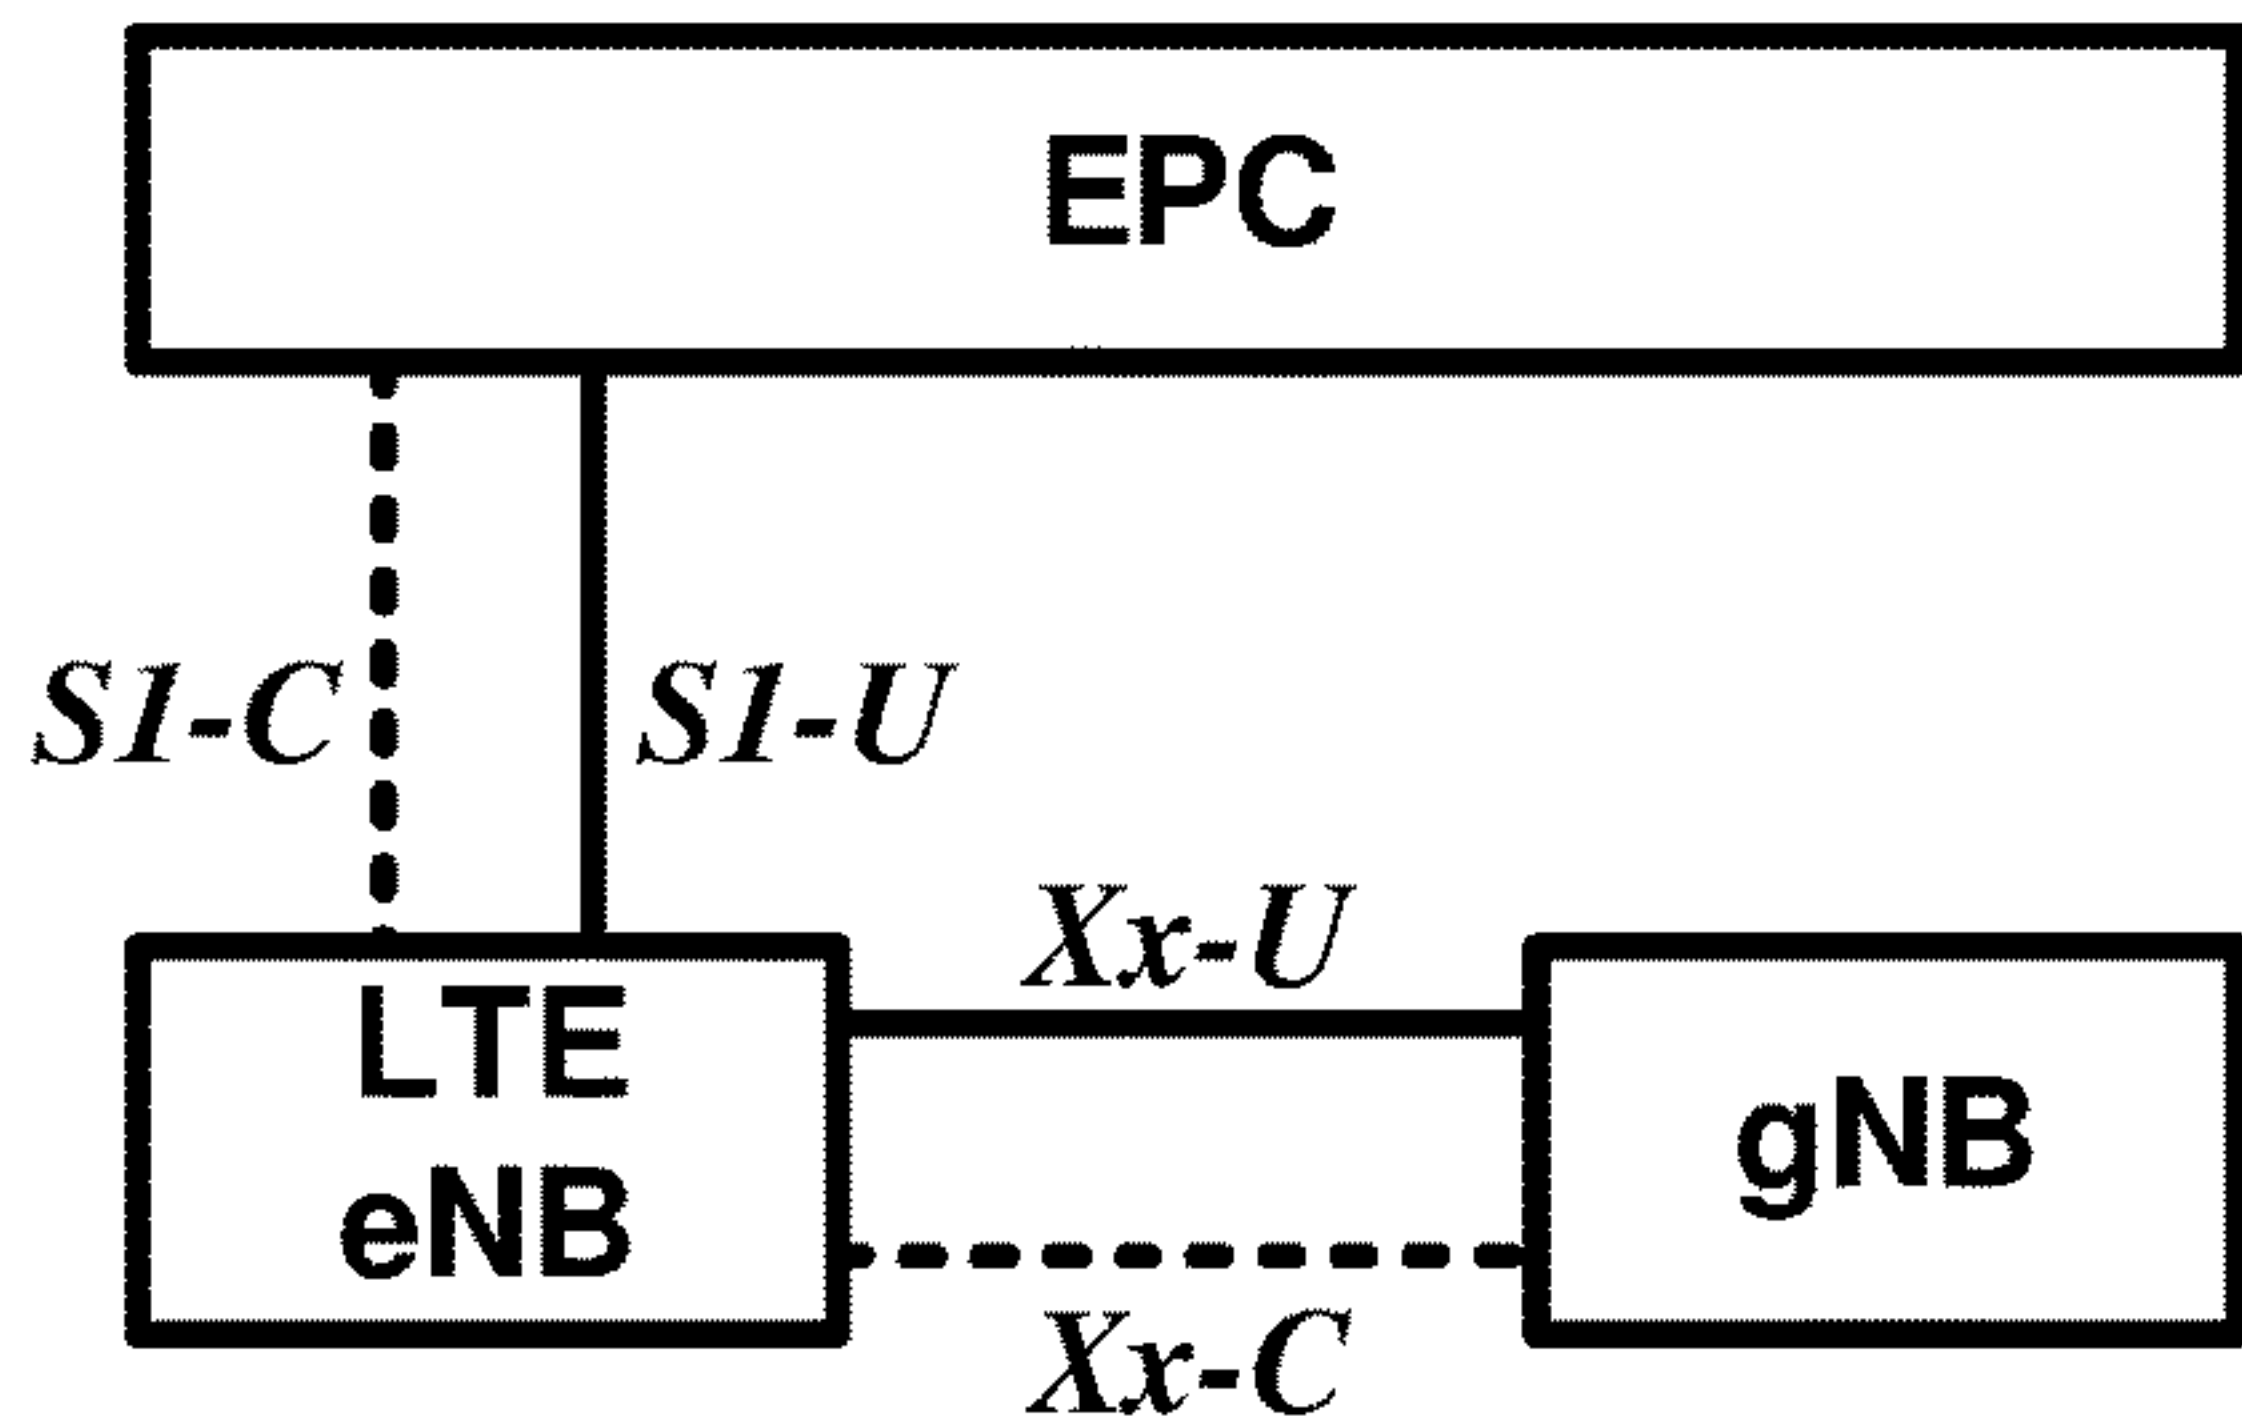 EPC
S1-C
S1-U
Xx-U
LTE
eNB
gNB
Xx-C